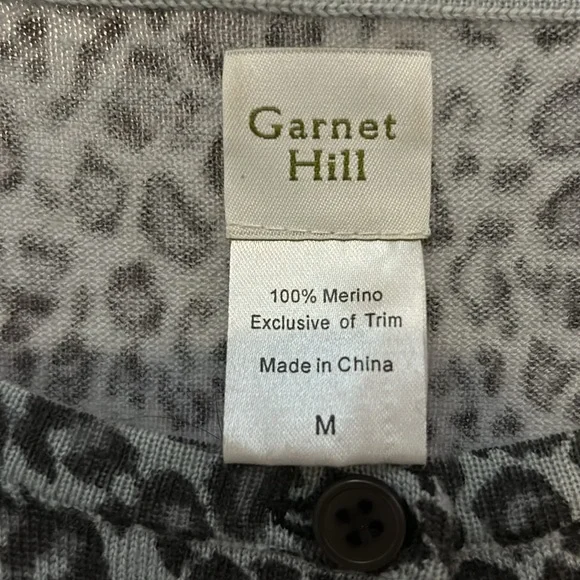 Garnet
Hill
100% Merino
Exclusive of Trim
Made in China
M